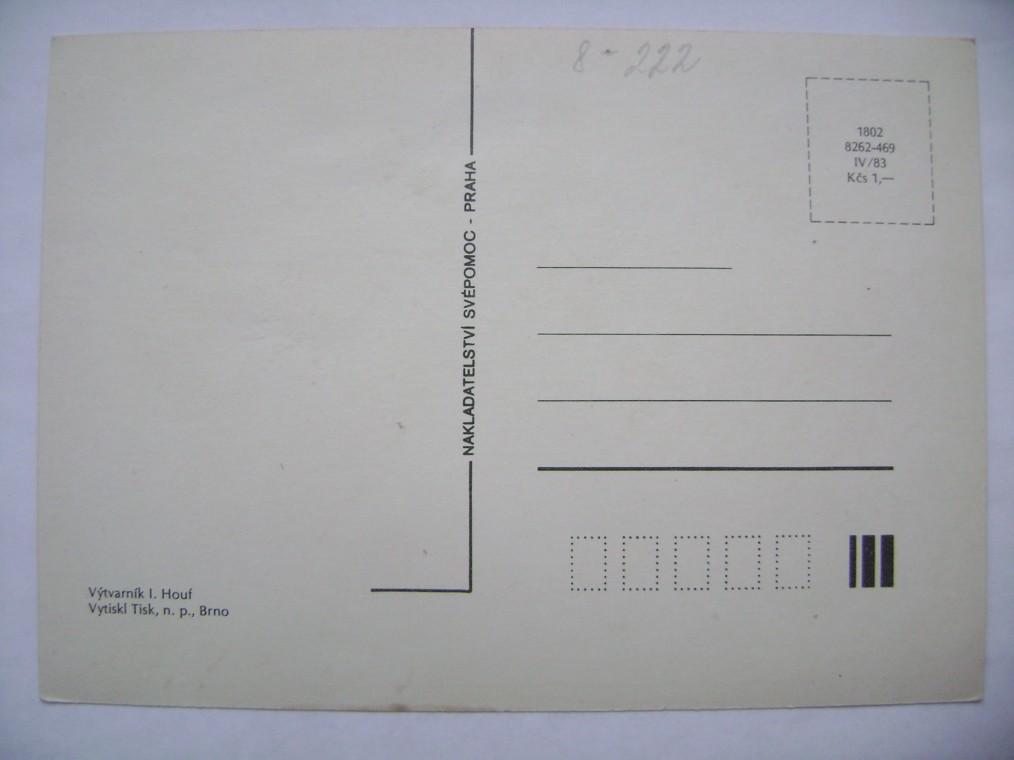 8 - 222
1802
8262-469
IV/83
Kčs 1,—
NAKLADATELSTVÍ SVÉPOMOC - PRAHA
Výtvarník I. Houf
Vytiskl Tisk, n. p., Brno